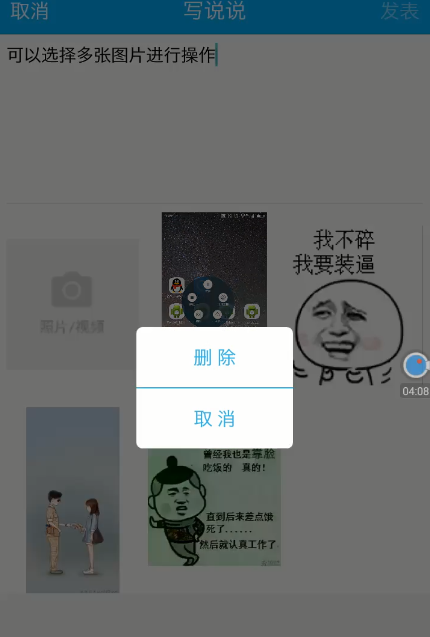 取消
写说说
发表
可以选择多张图片进行操作
照片/视频
我不碎
我要装逼
删除
取消
04:08
曾经我也是靠脸
吃饭的 真的！
直到后来差点饿
死了......
然后就认真工作了